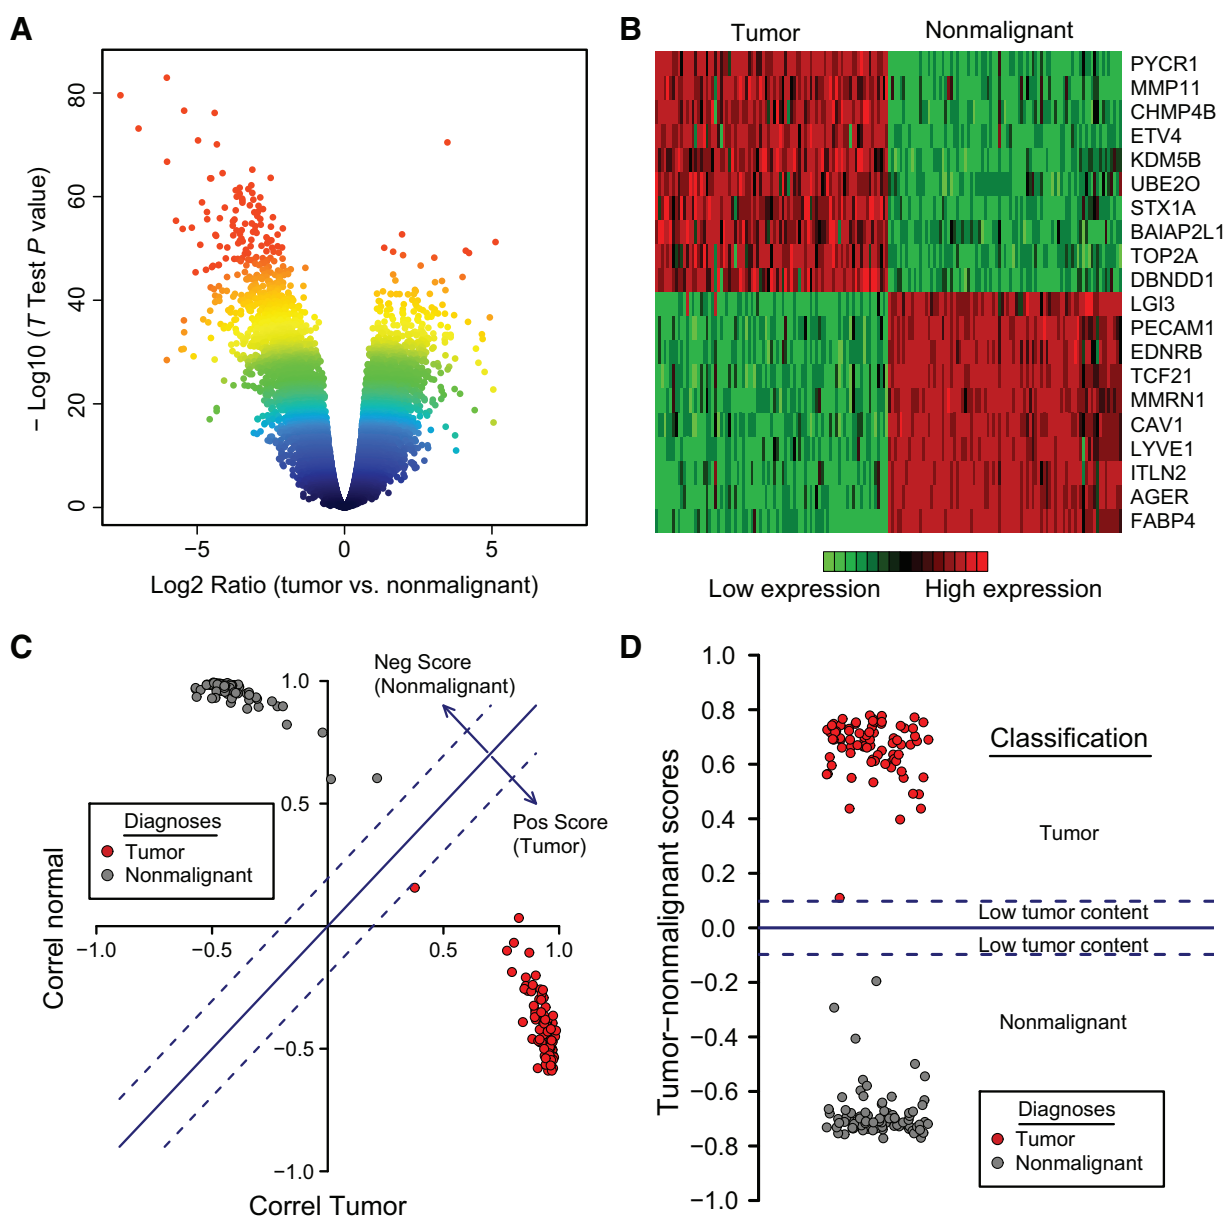 A
80
60
40
20
0
−5
0
5
− Log10 (T Test P value)
Log2 Ratio (tumor vs. nonmalignant)
B
Tumor
Nonmalignant
PYCR1
MMP11
CHMP4B
ETV4
KDM5B
UBE2O
STX1A
BAIAP2L1
TOP2A
DBNDD1
LGI3
PECAM1
EDNRB
TCF21
MMRN1
CAV1
LYVE1
ITLN2
AGER
FABP4
Low expression
High expression
C
Neg Score
(Nonmalignant)
1.0
0.5
Pos Score
(Tumor)
Diagnoses
Tumor
Nonmalignant
−1.0
−0.5
0.5
1.0
−0.5
−1.0
Correl normal
Correl Tumor
D
1.0
0.8
0.6
0.4
0.2
0.0
−0.2
−0.4
−0.6
−0.8
−1.0
Tumor−nonmalignant scores
Classification
Tumor
Low tumor content
Low tumor content
Nonmalignant
Diagnoses
Tumor
Nonmalignant